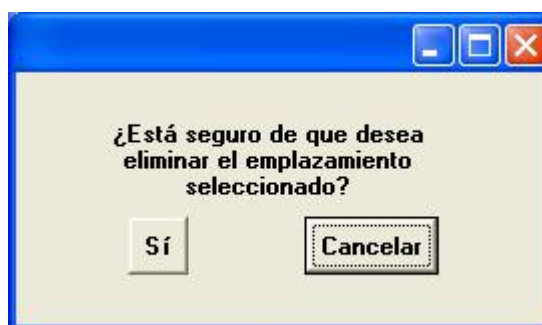 ¿Está seguro de que desea
eliminar el emplazamiento
seleccionado?
Sí
Cancelar